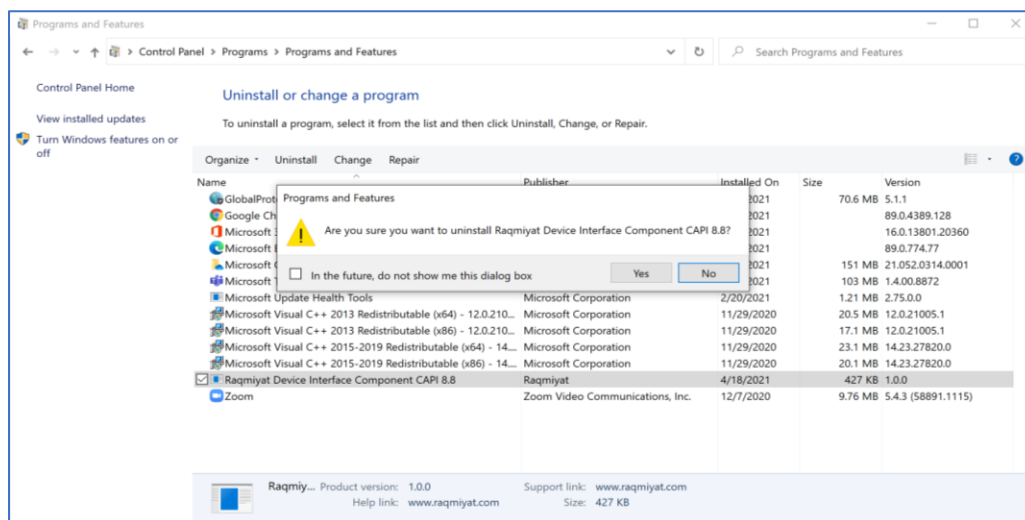 Programs and Features
Control Panel > Programs > Programs and Features
Search Programs and Features
Control Panel Home
View installed updates
Turn Windows features on or off
Uninstall or change a program
To uninstall a program, select it from the list and then click Uninstall, Change, or Repair.
Organize Uninstall Change Repair
Name Publisher Installed On Size Version
GlobalProt 2021 70.6 MB 5.1.1
Google Ch 2021 89.0.4389.128
Microsoft 2021 16.0.13801.20360
Microsoft 2021 89.0.774.77
Microsoft 2021 151 MB 21.052.0314.0001
Microsoft 2021 103 MB 1.4.00.8872
Programs and Features
Are you sure you want to uninstall Raqmiyat Device Interface Component CAPI 8.8?
In the future, do not show me this dialog box
Yes No
Microsoft Update Health Tools Microsoft Corporation 2/20/2021 1.21 MB 2.75.0.0
Microsoft Visual C++ 2013 Redistributable (x64) - 12.0.210... Microsoft Corporation 11/29/2020 20.5 MB 12.0.21005.1
Microsoft Visual C++ 2013 Redistributable (x86) - 12.0.210... Microsoft Corporation 11/29/2020 17.1 MB 12.0.21005.1
Microsoft Visual C++ 2015-2019 Redistributable (x64) - 14.... Microsoft Corporation 11/29/2020 23.1 MB 14.23.27820.0
Microsoft Visual C++ 2015-2019 Redistributable (x86) - 14.... Microsoft Corporation 11/29/2020 20.1 MB 14.23.27820.0
Raqmiyat Device Interface Component CAPI 8.8 Raqmiyat 4/18/2021 427 KB 1.0.0
Zoom Zoom Video Communications, Inc. 12/7/2020 9.76 MB 5.4.3 (58891.1115)
Raqmiy... Product version: 1.0.0 Support link: www.raqmiyat.com
Help link: www.raqmiyat.com Size: 427 KB